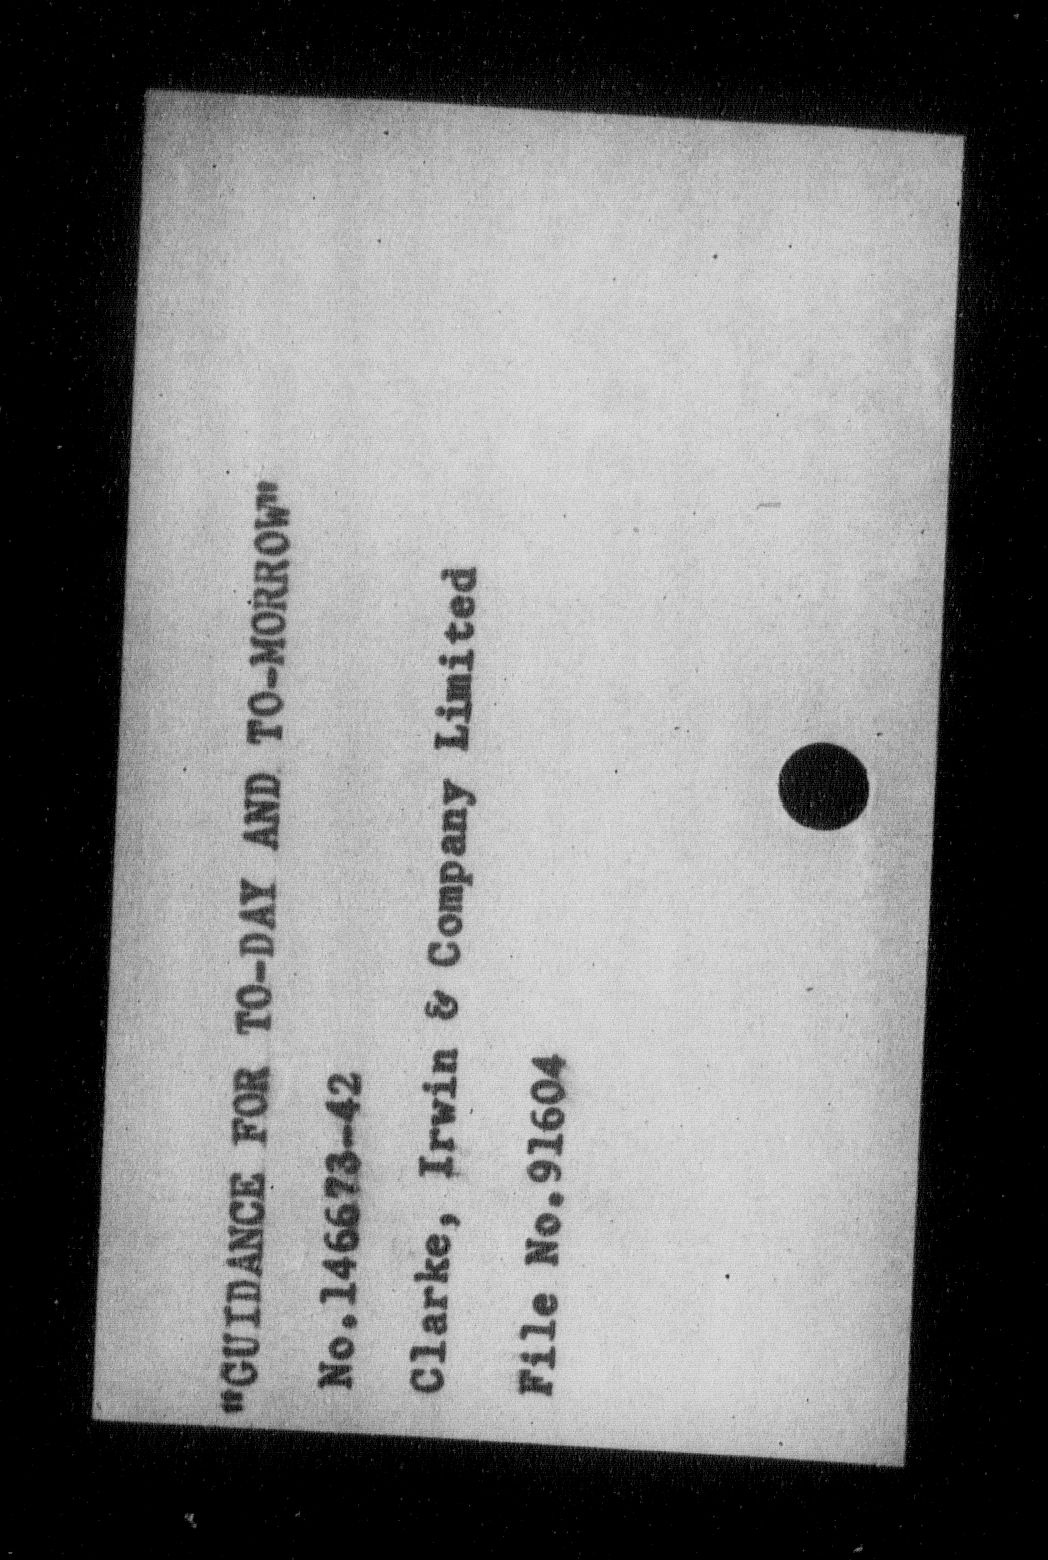 "GUIDANCE FOR TO-DAY AND TO-MORROW"
No.146673-42
Clarke, Irwin & Company Limited
File No.91604